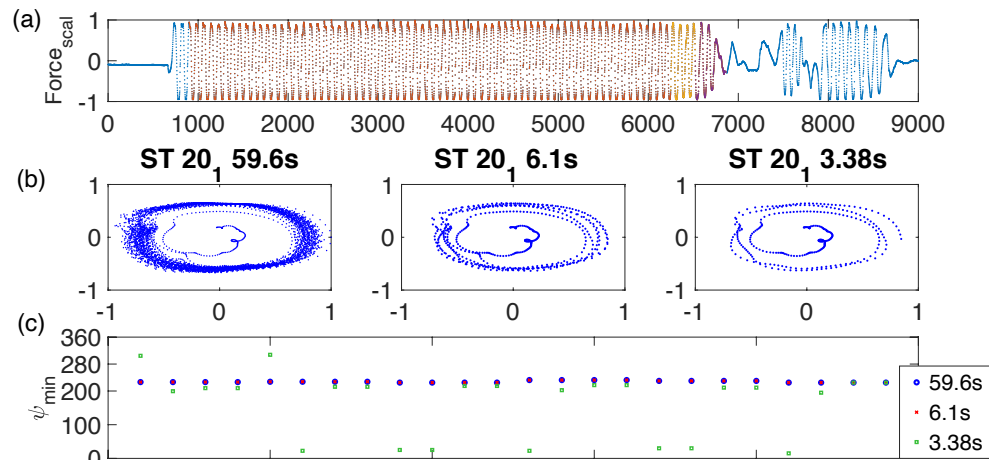 (a)
Force_scal
1
0
-1
0 1000 2000 3000 4000 5000 6000 7000 8000 9000
ST 20_1 59.6s ST 20_1 6.1s ST 20_1 3.38s
(b)
1
0
-1
-1 0 1
1
0
-1
-1 0 1
1
0
-1
-1 0 1
(c)
ψ_min
360
280
200
100
0
59.6s
6.1s
3.38s